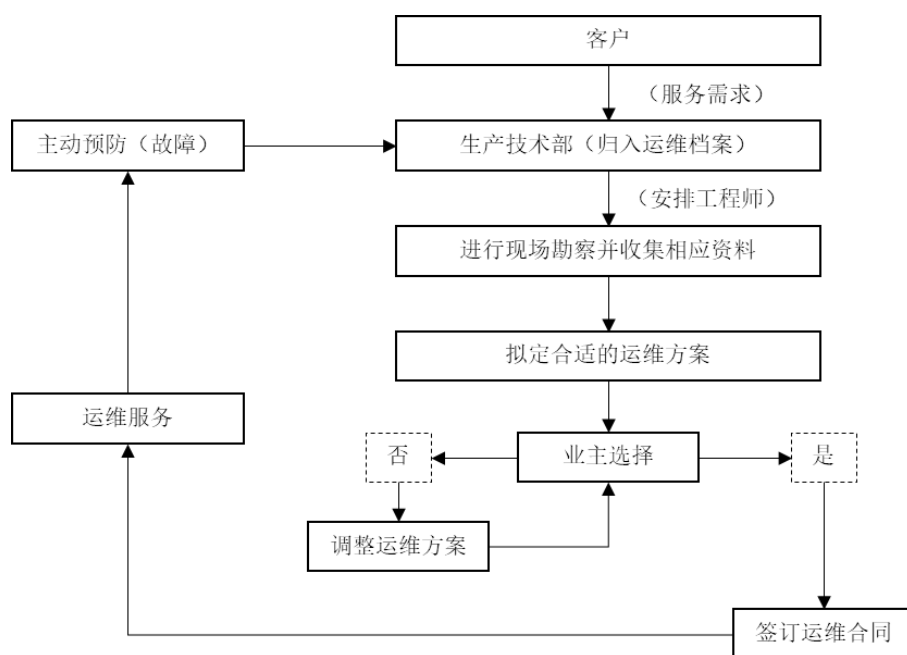 客户
（服务需求）
主动预防（故障）
生产技术部（归入运维档案）
（安排工程师）
进行现场勘察并收集相应资料
拟定合适的运维方案
运维服务
否
业主选择
是
调整运维方案
签订运维合同